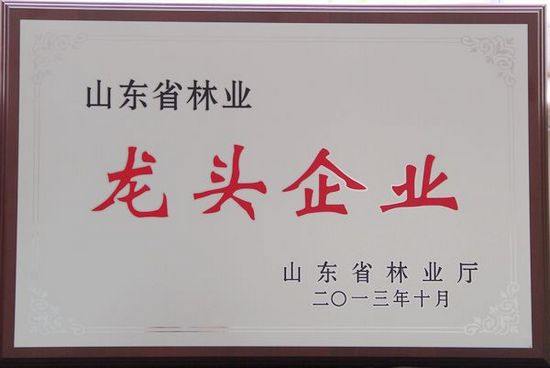 山东省林业
龙头企业
山东省林业厅
二〇一三年十月